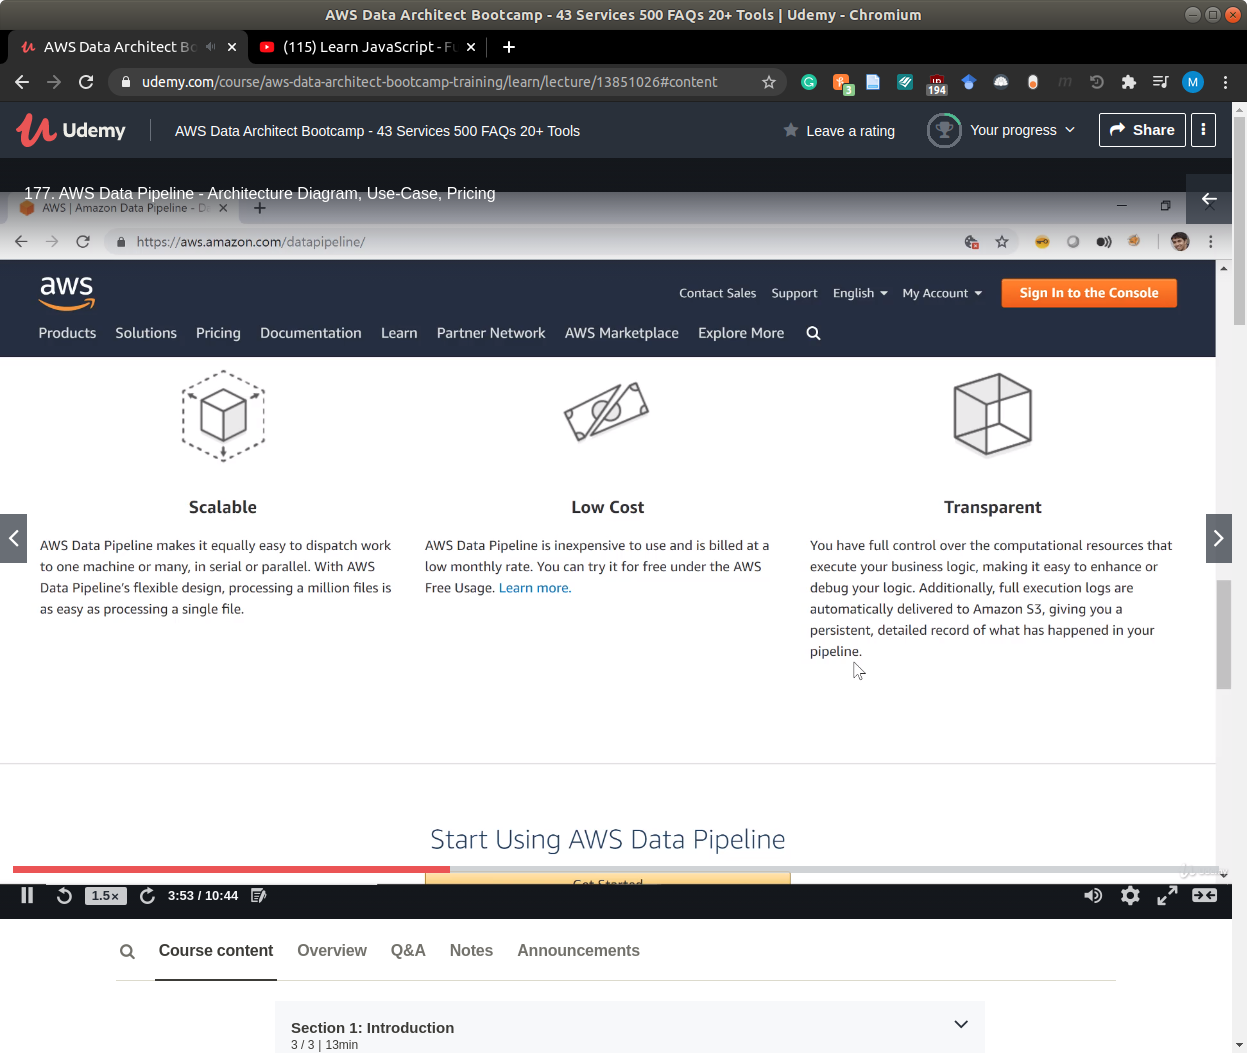 AWS Data Architect Bootcamp - 43 Services 500 FAQs 20+ Tools | Udemy - Chromium
AWS Data Architect Bo
(115) Learn JavaScript - Fu
udemy.com/course/aws-data-architect-bootcamp-training/learn/lecture/13851026#content
3
194
M
Udemy
AWS Data Architect Bootcamp - 43 Services 500 FAQs 20+ Tools
Leave a rating
Your progress
Share
177. AWS Data Pipeline - Architecture Diagram, Use-Case, Pricing
AWS | Amazon Data Pipeline - D
https://aws.amazon.com/datapipeline/
aws
Contact Sales
Support
English
My Account
Sign In to the Console
Products
Solutions
Pricing
Documentation
Learn
Partner Network
AWS Marketplace
Explore More
Scalable
AWS Data Pipeline makes it equally easy to dispatch work
to one machine or many, in serial or parallel. With AWS
Data Pipeline's flexible design, processing a million files is
as easy as processing a single file.
Low Cost
AWS Data Pipeline is inexpensive to use and is billed at a
low monthly rate. You can try it for free under the AWS
Free Usage. Learn more.
Transparent
You have full control over the computational resources that
execute your business logic, making it easy to enhance or
debug your logic. Additionally, full execution logs are
automatically delivered to Amazon S3, giving you a
persistent, detailed record of what has happened in your
pipeline.
Start Using AWS Data Pipeline
Get Started
1.5×
3:53 / 10:44
Course content
Overview
Q&A
Notes
Announcements
Section 1: Introduction
3 / 3 | 13min